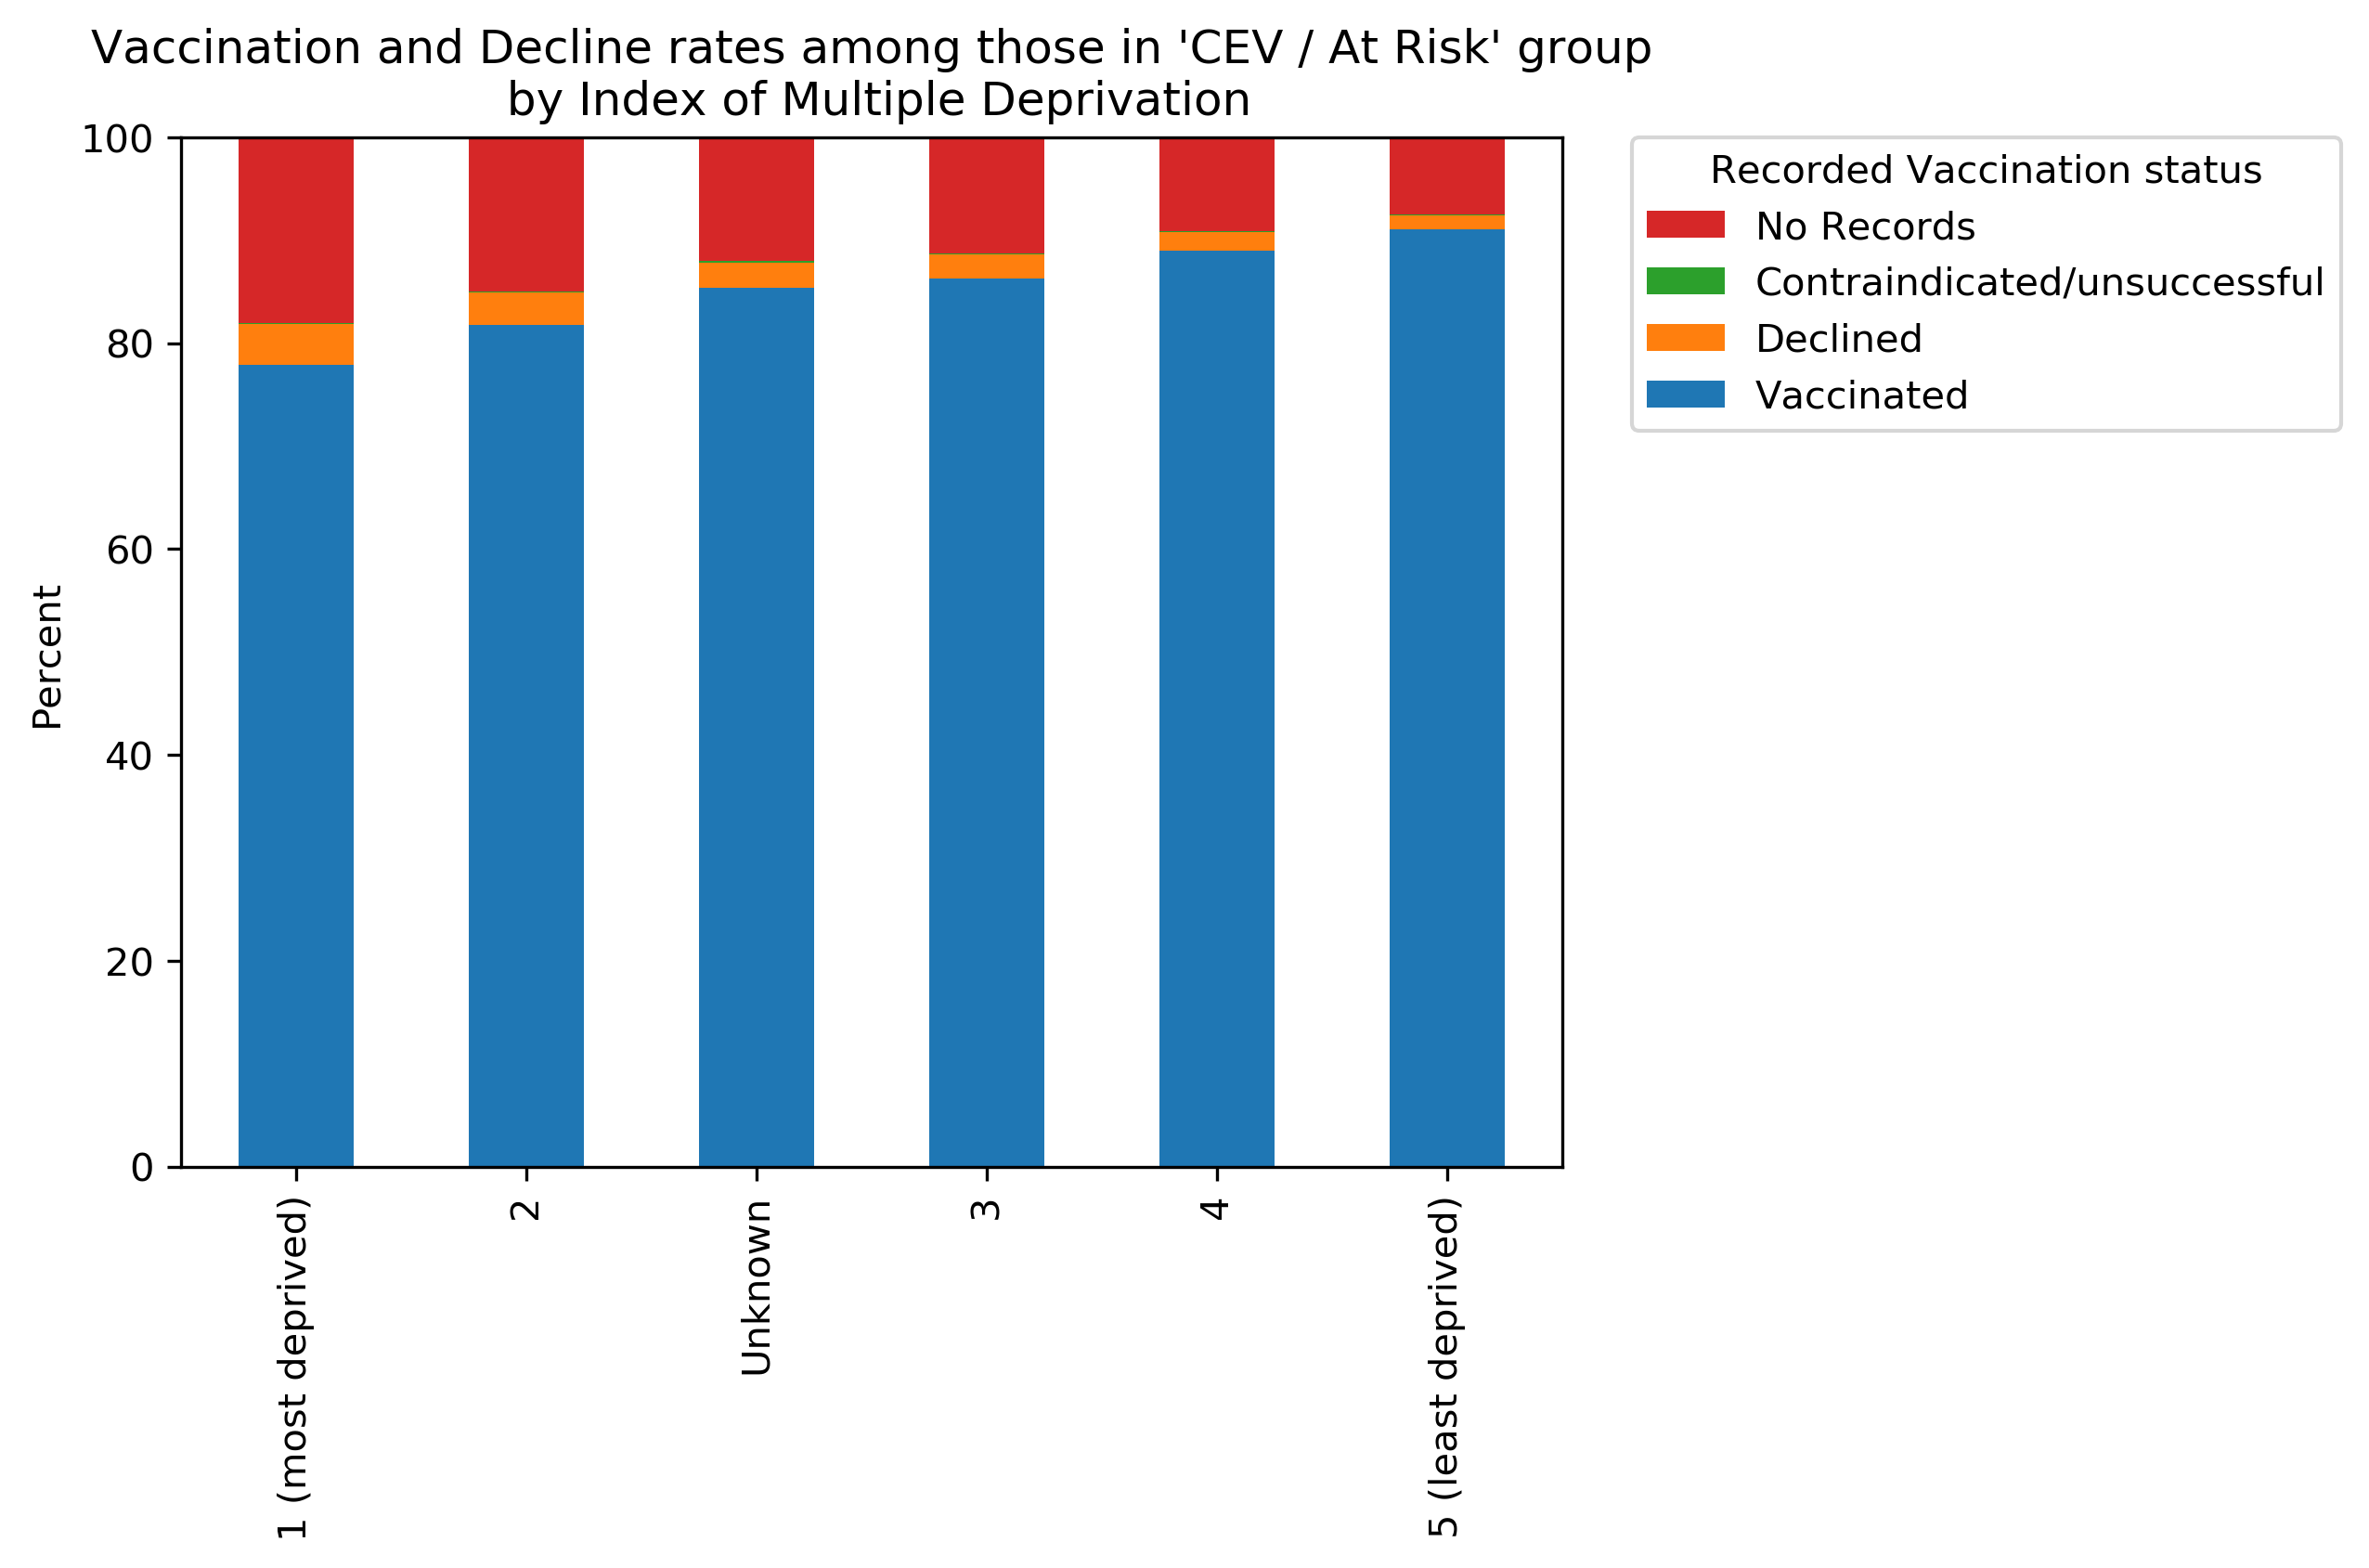 Vaccination and Decline rates among those in 'CEV / At Risk' group
by Index of Multiple Deprivation
100
80
60
40
20
0
Percent
1 (most deprived)
2
Unknown
3
4
5 (least deprived)
Recorded Vaccination status
No Records
Contraindicated/unsuccessful
Declined
Vaccinated